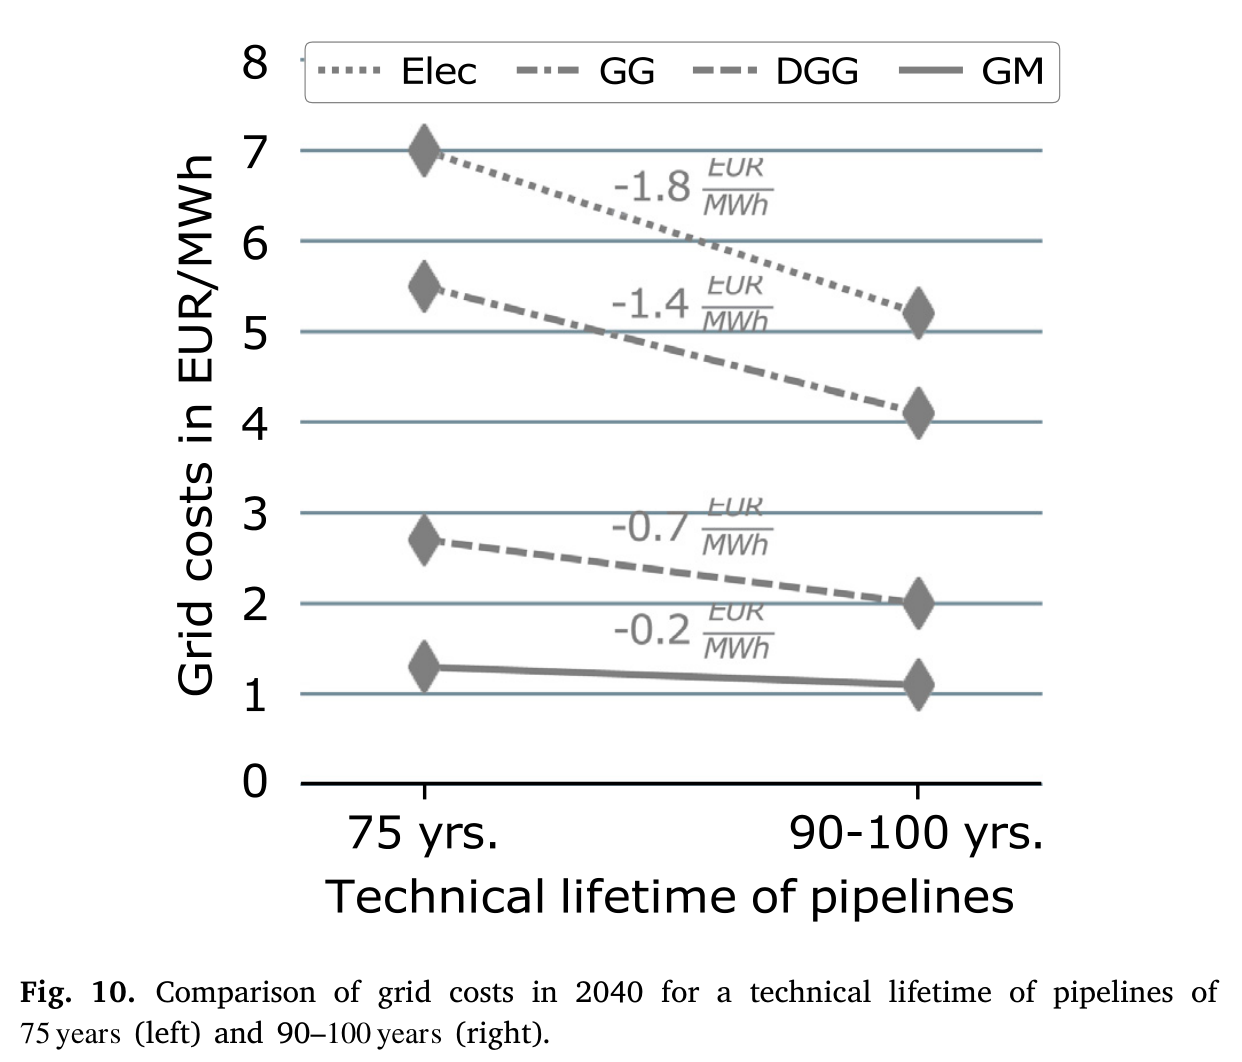 8
Elec GG DGG GM
7
-1.8 EUR/MWh
6
-1.4 EUR/MWh
5
4
3
-0.7 EUR/MWh
2
-0.2 EUR/MWh
1
0
Grid costs in EUR/MWh
75 yrs. 90-100 yrs.
Technical lifetime of pipelines
Fig. 10. Comparison of grid costs in 2040 for a technical lifetime of pipelines of
75 years (left) and 90–100 years (right).